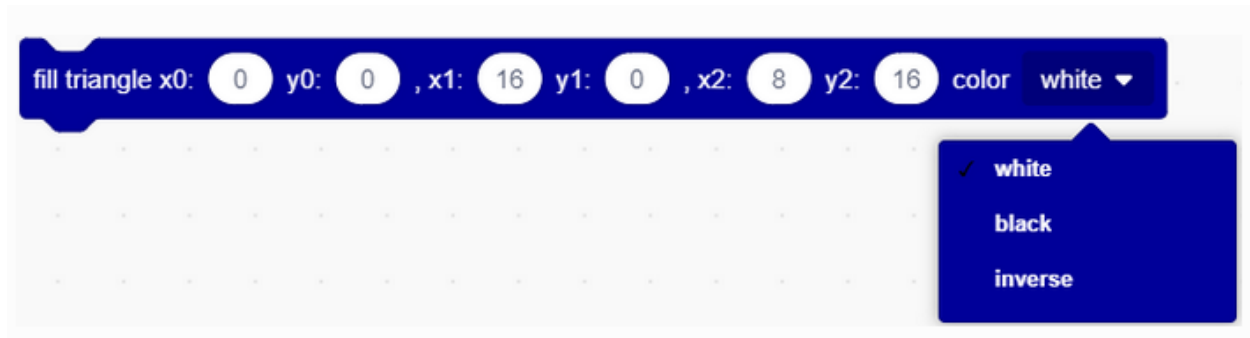 fill triangle x0: 0 y0: 0 , x1: 16 y1: 0 , x2: 8 y2: 16 color white
white
black
inverse